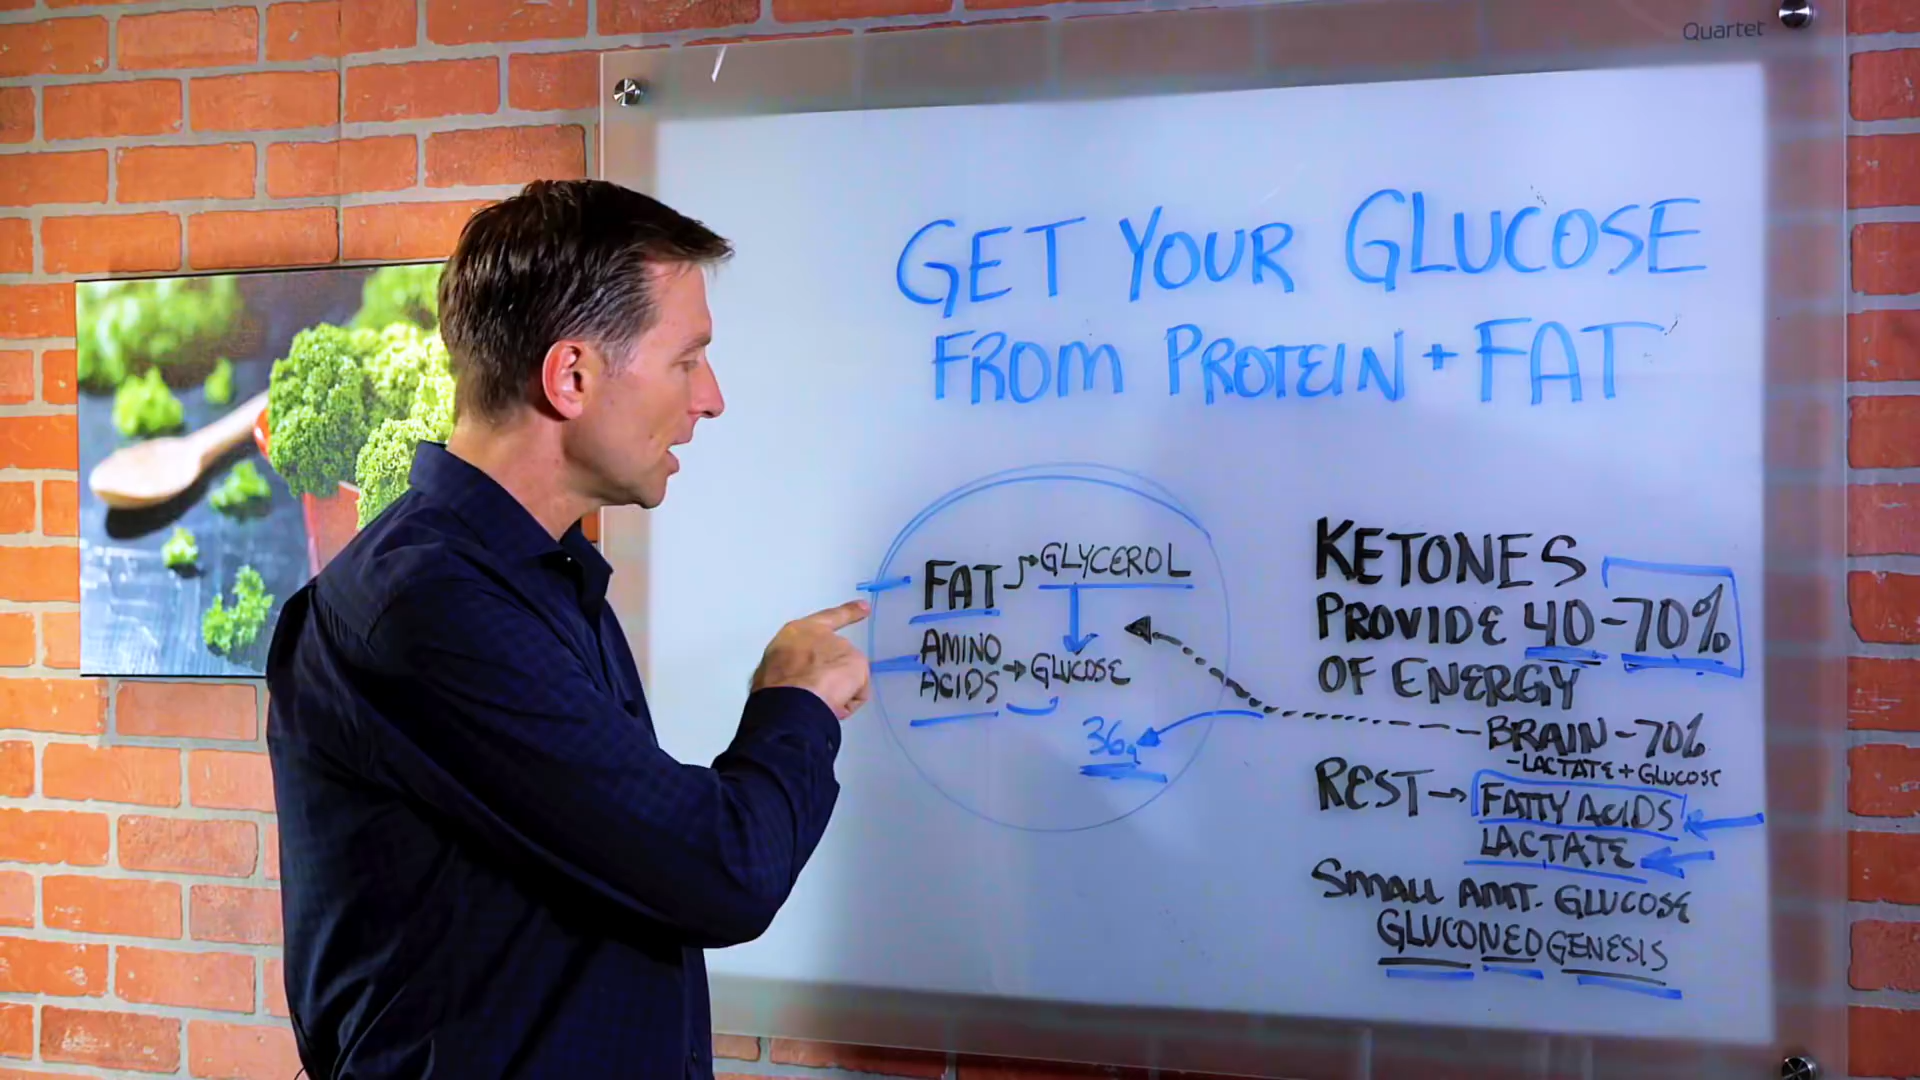 Quartet
GET YOUR GLUCOSE
FROM PROTEIN + FAT
FAT → GLYCEROL
AMINO
ACIDS → GLUCOSE
36g
KETONES
PROVIDE 40-70%
OF ENERGY
- BRAIN - 70%
- LACTATE + GLUCOSE
REST → FATTY ACIDS
LACTATE
SMALL AMT. GLUCOSE
GLUCONEOGENESIS